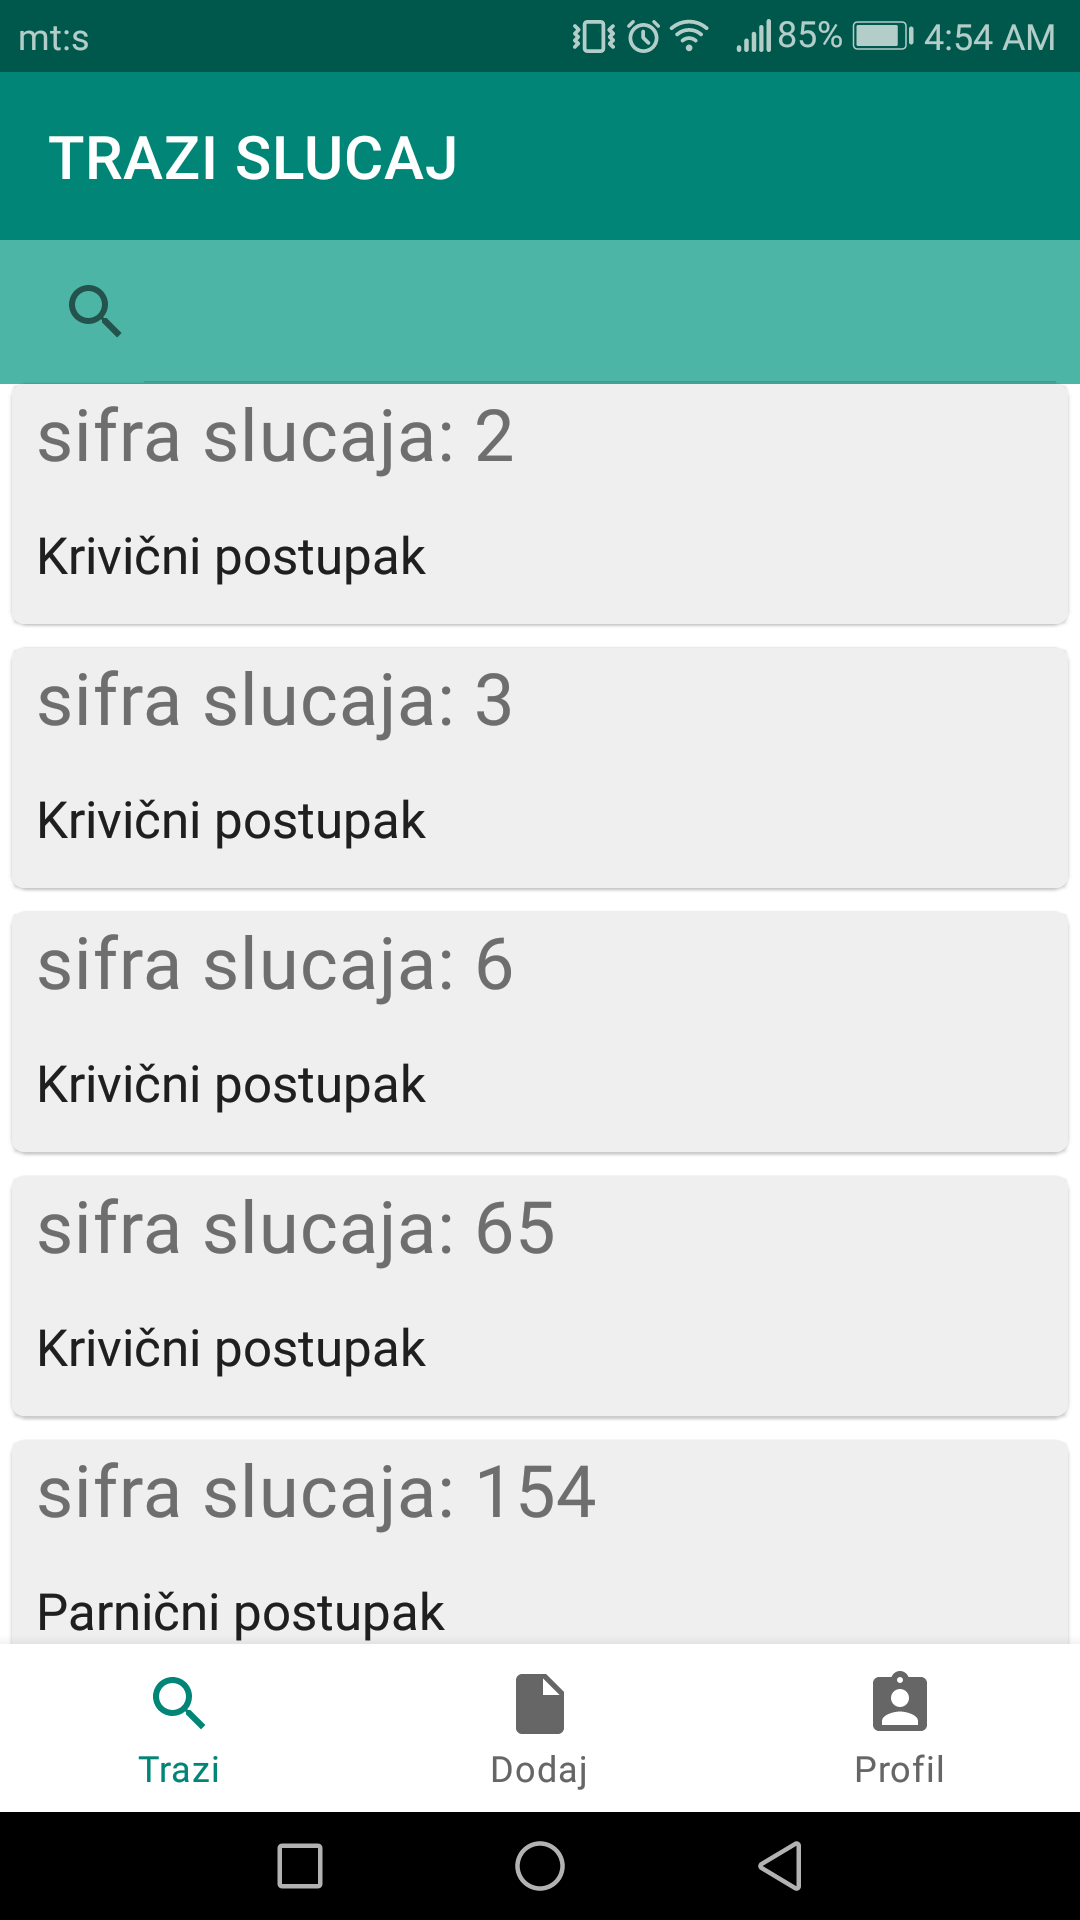 mt:s 85% 4:54 AM
TRAZI SLUCAJ
sifra slucaja: 2
Krivični postupak
sifra slucaja: 3
Krivični postupak
sifra slucaja: 6
Krivični postupak
sifra slucaja: 65
Krivični postupak
sifra slucaja: 154
Parnični postupak
Trazi Dodaj Profil